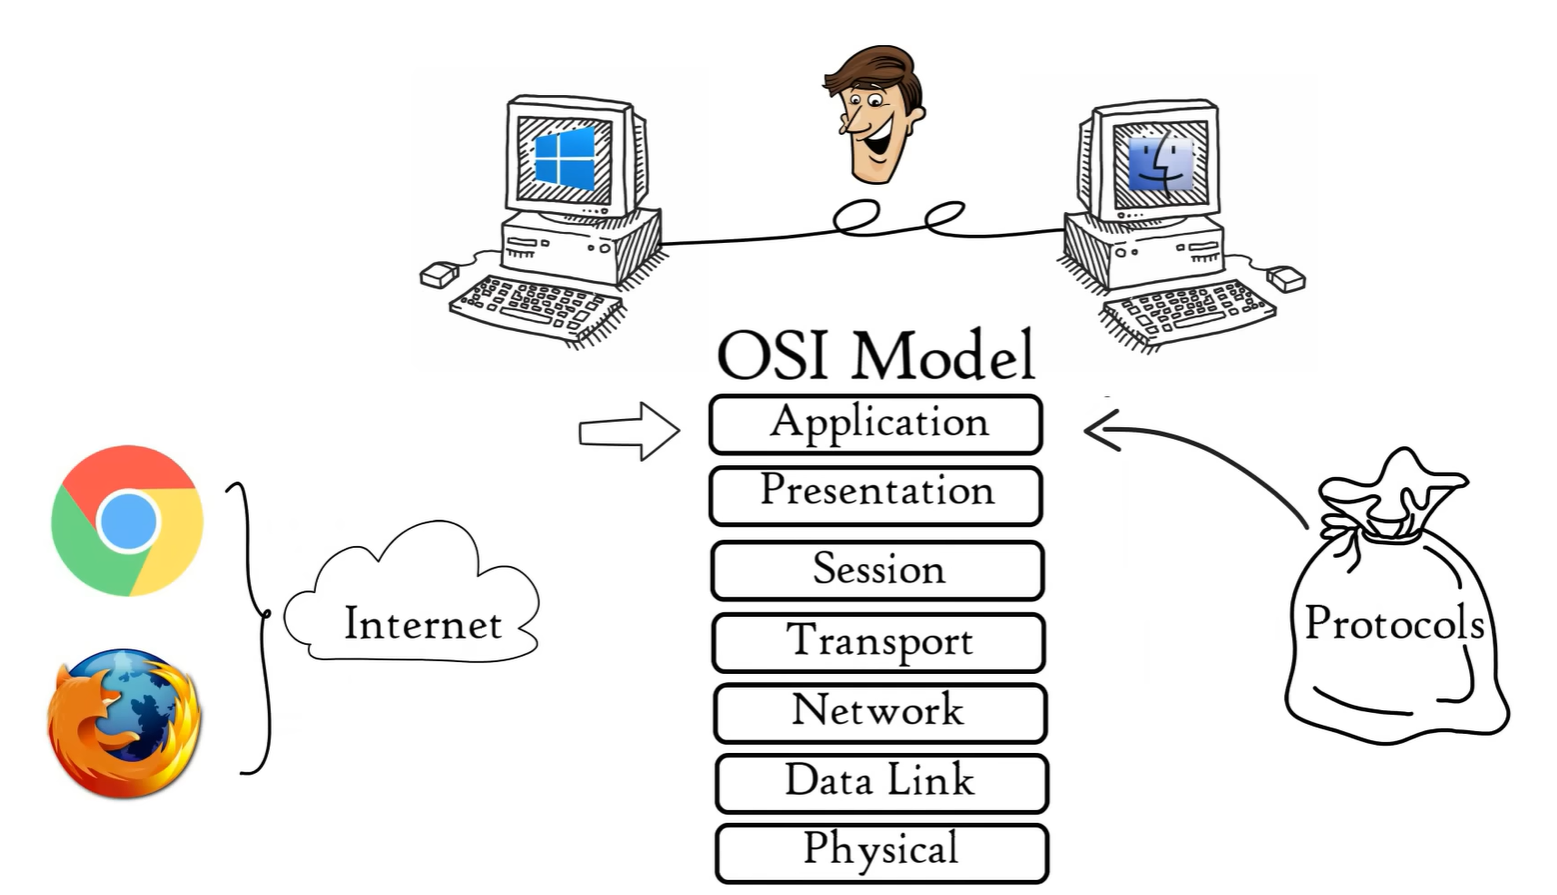 OSI Model
Application
Presentation
Session
Transport
Network
Data Link
Physical
Internet
Protocols